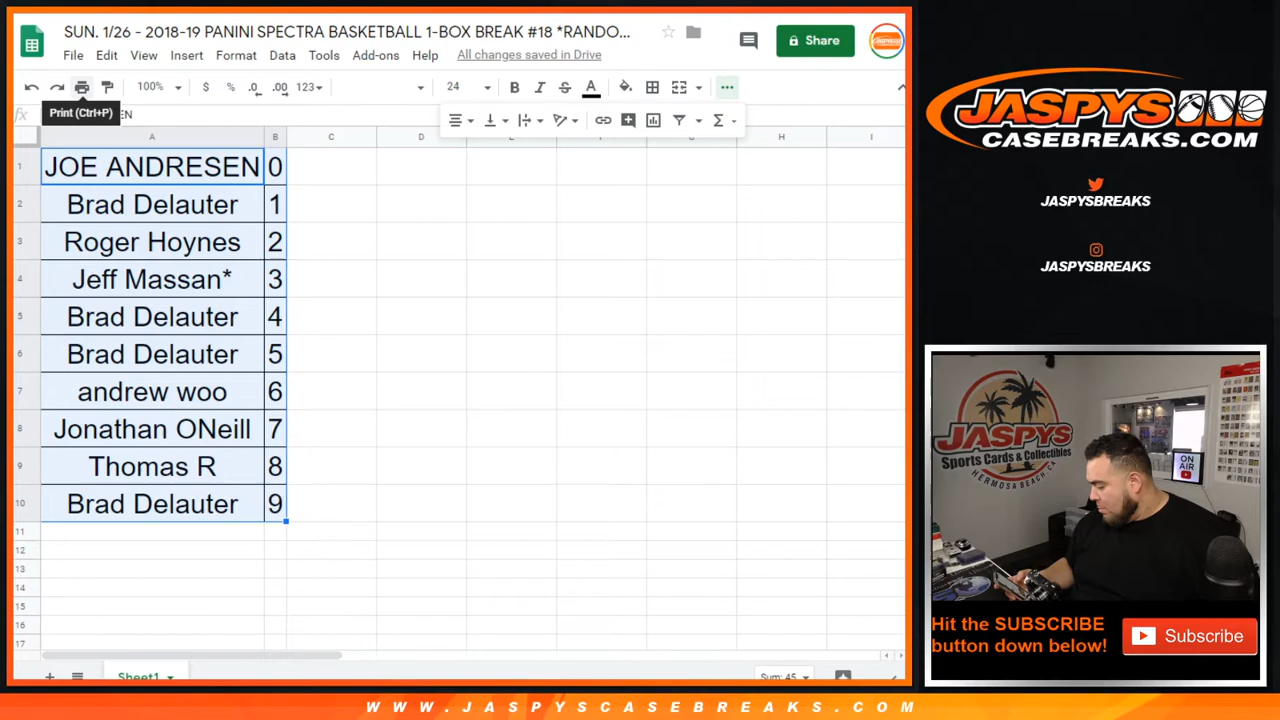 SUN. 1/26 - 2018-19 PANINI SPECTRA BASKETBALL 1-BOX BREAK #18 *RANDO...
File Edit View Insert Format Data Tools Add-ons Help All changes saved in Drive
Share
100% $ % .0 .00 123 24 B I S A
Print (Ctrl+P)
fx EN
A B C D E F G H I
1 JOE ANDRESEN 0
2 Brad Delauter 1
3 Roger Hoynes 2
4 Jeff Massan* 3
5 Brad Delauter 4
6 Brad Delauter 5
7 andrew woo 6
8 Jonathan ONeill 7
9 Thomas R 8
10 Brad Delauter 9
11
12
13
14
15
16
17
Sheet1
Sum: 45
JASPYS
CASEBREAKS.COM
JASPYSBREAKS
JASPYSBREAKS
JASPYS
Sports Cards & Collectibles
HERMOSA BEACH CA
ON AIR
Hit the SUBSCRIBE
button down below!
Subscribe
WWW.JASPYSCASEBREAKS.COM